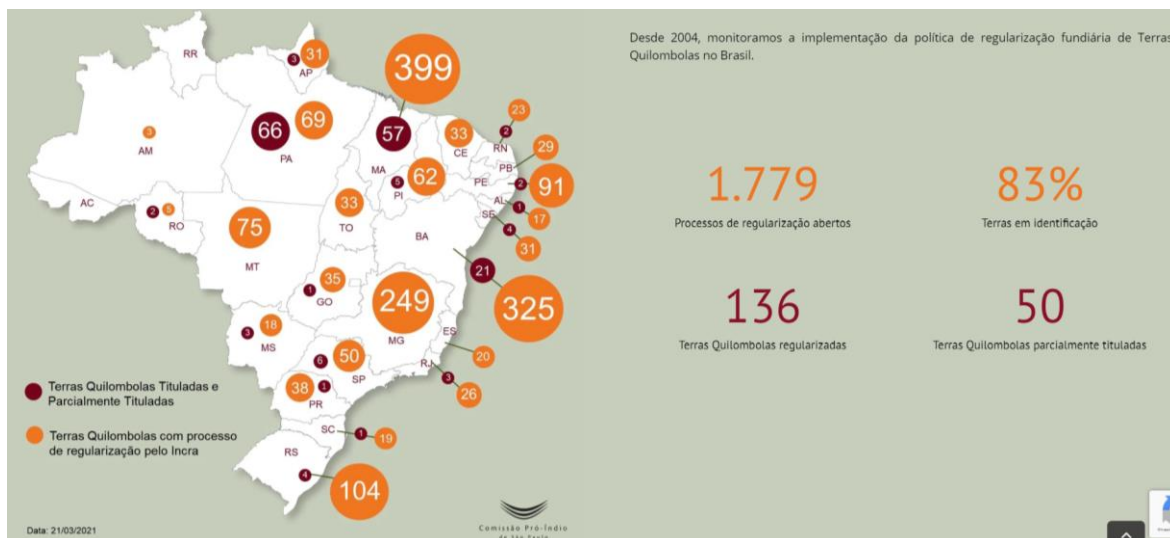 RR
31
3
AP
399
66
69
57
33
23
2
3
AM
PA
MA
CE
RN
29
PB
5
62
PI
PE
2
91
AC
2
5
RO
33
TO
AL
1
17
SE
4
31
75
MT
BA
21
325
1
35
GO
249
MG
ES
20
3
18
MS
6
50
SP
RJ
3
26
38
1
PR
SC
1
19
RS
4
104
Terras Quilombolas Tituladas e
Parcialmente Tituladas
Terras Quilombolas com processo
de regularização pelo Incra
Data: 21/03/2021
Comissão Pró-Índio
de São Paulo
Desde 2004, monitoramos a implementação da política de regularização fundiária de Terras
Quilombolas no Brasil.
1.779
83%
Processos de regularização abertos
Terras em identificação
136
50
Terras Quilombolas regularizadas
Terras Quilombolas parcialmente tituladas